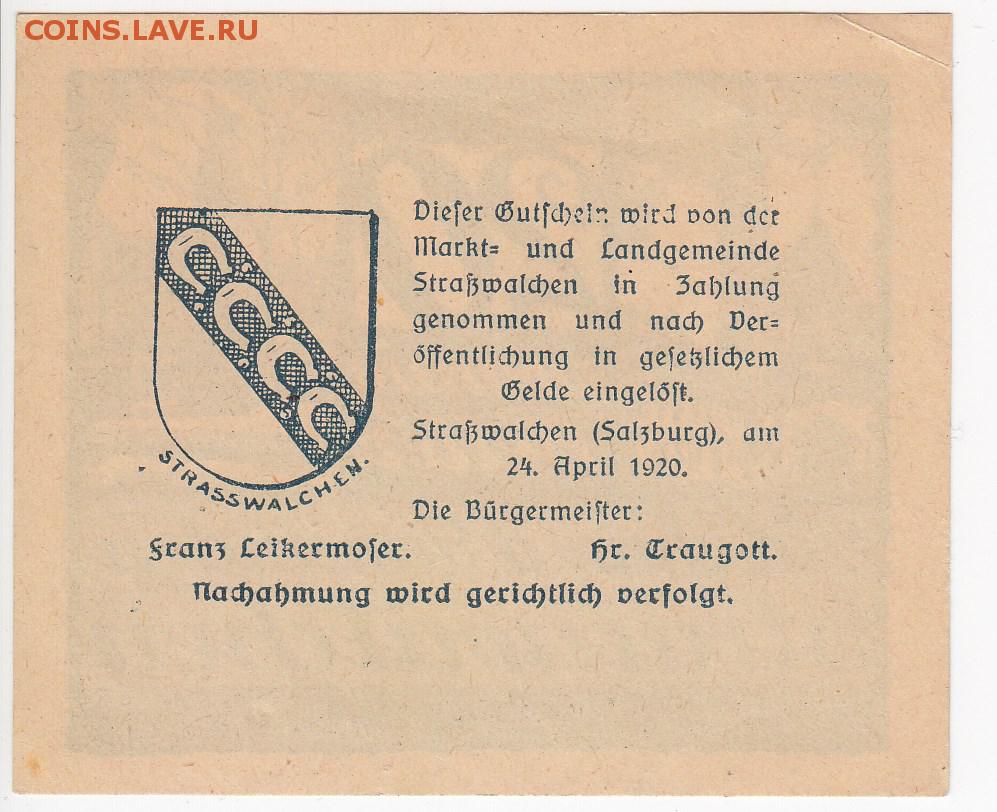 COINS.LAVE.RU
Dieser Gutschein wird von der
Markt= und Landgemeinde
Straßwalchen in Zahlung
genommen und nach Ver=
öffentlichung in gesetzlichem
Gelde eingelöst.
Straßwalchen (Salzburg), am
24. April 1920.
STRASSWALCHEN.
Die Bürgermeister:
Franz Leikermoser. Hr. Traugott.
Nachahmung wird gerichtlich verfolgt.